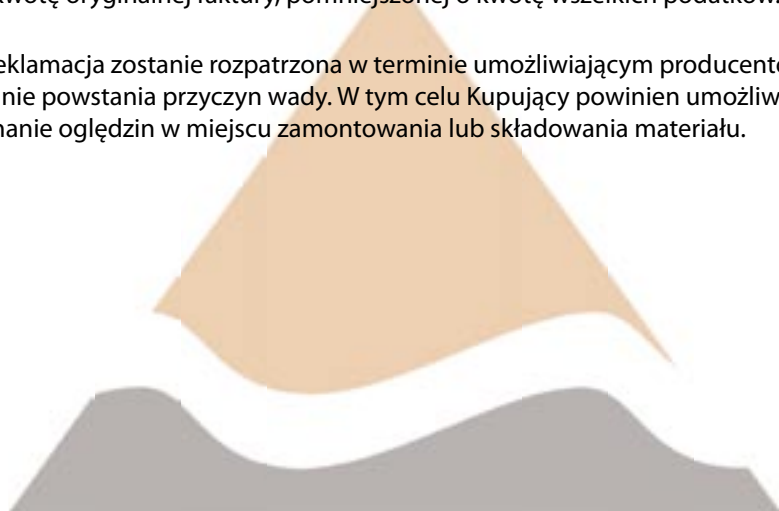 kwotę oryginalnej faktury, pomniejszonej o kwotę wszelkich podatków.
eklamacja zostanie rozpatrzona w terminie umożliwiającym producento
nie powstania przyczyn wady. W tym celu Kupujący powinien umożliw
nanie oględzin w miejscu zamontowania lub składowania materiału.